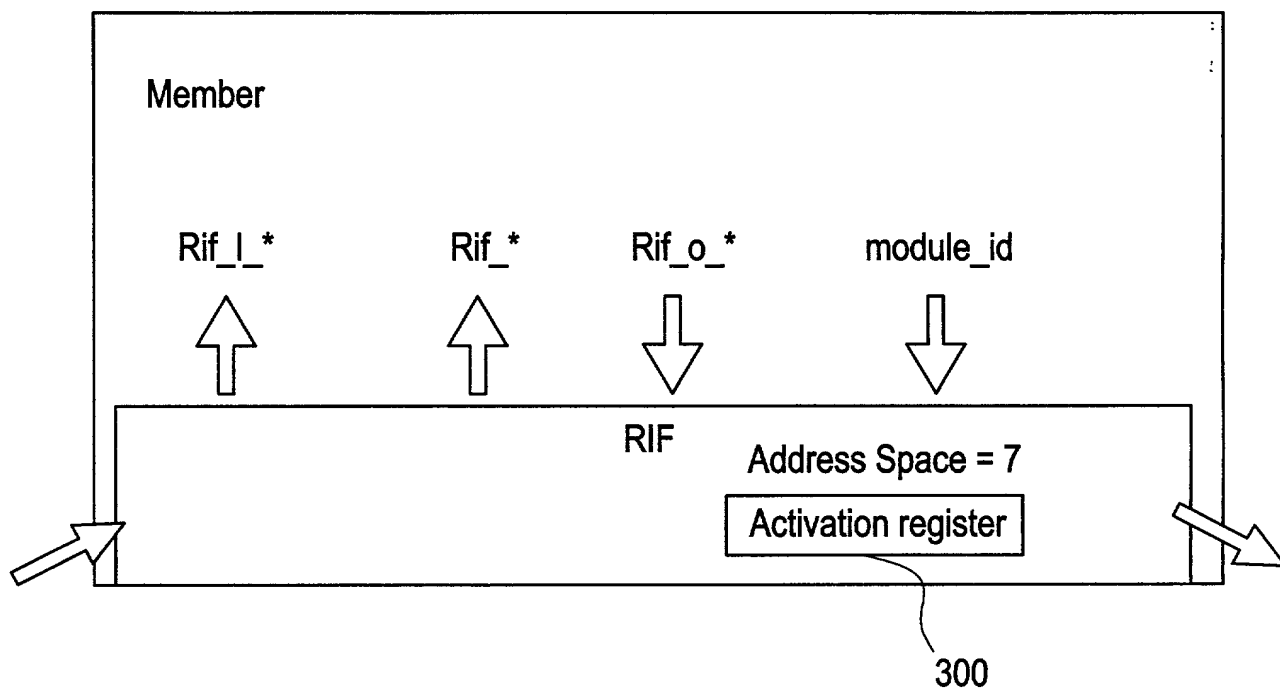 Member
Rif_I_* Rif_* Rif_o_* module_id
RIF
Address Space = 7
Activation register
300